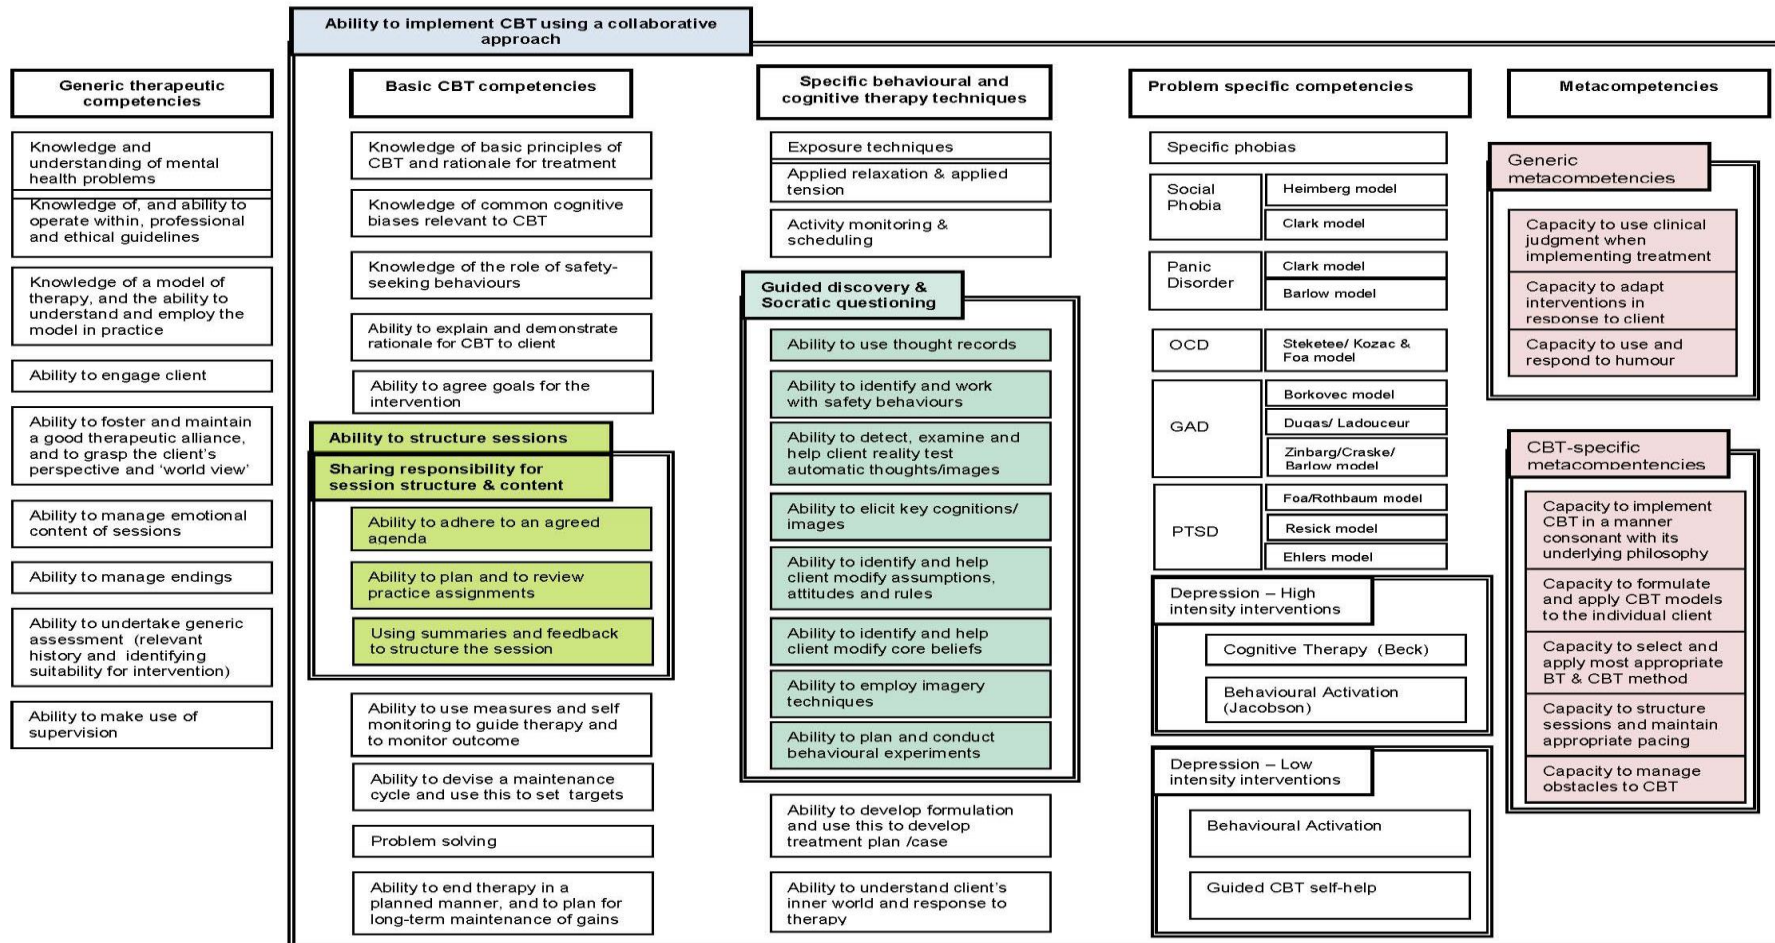 Ability to implement CBT using a collaborative
approach
Generic therapeutic
competencies
Knowledge and
understanding of mental
health problems
Knowledge of, and ability to
operate within, professional
and ethical guidelines
Knowledge of a model of
therapy, and the ability to
understand and employ the
model in practice
Ability to engage client
Ability to foster and maintain
a good therapeutic alliance,
and to grasp the client's
perspective and ‘world view’
Ability to manage emotional
content of sessions
Ability to manage endings
Ability to undertake generic
assessment (relevant
history and identifying
suitability for intervention)
Ability to make use of
supervision
Basic CBT competencies
Knowledge of basic principles of
CBT and rationale for treatment
Knowledge of common cognitive
biases relevant to CBT
Knowledge of the role of safety-
seeking behaviours
Ability to explain and demonstrate
rationale for CBT to client
Ability to agree goals for the
intervention
Ability to structure sessions
Sharing responsibility for
session structure & content
Ability to adhere to an agreed
agenda
Ability to plan and to review
practice assignments
Using summaries and feedback
to structure the session
Ability to use measures and self
monitoring to guide therapy and
to monitor outcome
Ability to devise a maintenance
cycle and use this to set targets
Problem solving
Ability to end therapy in a
planned manner, and to plan for
long-term maintenance of gains
Specific behavioural and
cognitive therapy techniques
Exposure techniques
Applied relaxation & applied
tension
Activity monitoring &
scheduling
Guided discovery &
Socratic questioning
Ability to use thought records
Ability to identify and work
with safety behaviours
Ability to detect, examine and
help client reality test
automatic thoughts/images
Ability to elicit key cognitions/
images
Ability to identify and help
client modify assumptions,
attitudes and rules
Ability to identify and help
client modify core beliefs
Ability to employ imagery
techniques
Ability to plan and conduct
behavioural experiments
Ability to develop formulation
and use this to develop
treatment plan /case
Ability to understand client's
inner world and response to
therapy
Problem specific competencies
Specific phobias
Social
Phobia
Heimberg model
Clark model
Panic
Disorder
Clark model
Barlow model
OCD
Steketee/ Kozac &
Foa model
GAD
Borkovec model
Dugas/ Ladouceur
Zinbarg/Craske/
Barlow model
PTSD
Foa/Rothbaum model
Resick model
Ehlers model
Depression – High
intensity interventions
Cognitive Therapy (Beck)
Behavioural Activation
(Jacobson)
Depression – Low
intensity interventions
Behavioural Activation
Guided CBT self-help
Metacompetencies
Generic
metacompetencies
Capacity to use clinical
judgment when
implementing treatment
Capacity to adapt
interventions in
response to client
Capacity to use and
respond to humour
CBT-specific
metacompentencies
Capacity to implement
CBT in a manner
consonant with its
underlying philosophy
Capacity to formulate
and apply CBT models
to the individual client
Capacity to select and
apply most appropriate
BT & CBT method
Capacity to structure
sessions and maintain
appropriate pacing
Capacity to manage
obstacles to CBT